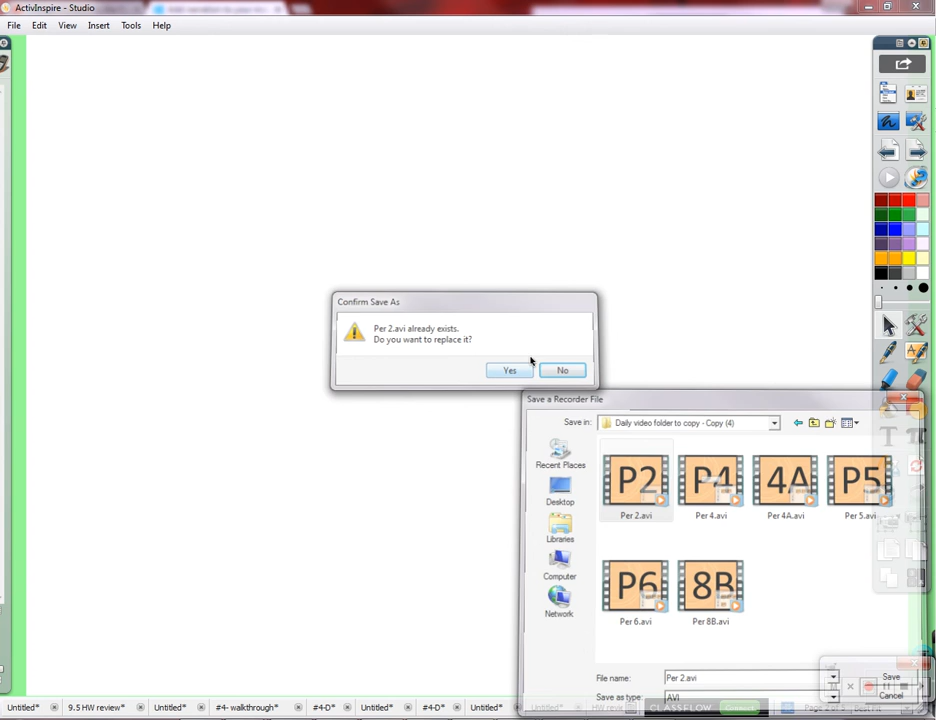 ActivInspire - Studio
File Edit View Insert Tools Help
Confirm Save As
Per 2.avi already exists.
Do you want to replace it?
Yes No
Save a Recorder File
Save in: Daily video folder to copy - Copy (4)
Recent Places
Desktop
Libraries
Computer
Network
P2 P4 4A P5
Per 2.avi Per 4.avi Per 4A.avi Per 5.avi
P6 8B
Per 6.avi Per 8B.avi
File name: Per 2.avi
Save
Save as type: AVI
Cancel
Untitled* 9.5 HW review* Untitled* #4- walkthrough* #4-D* Untitled* #4-D* Untitled* Untitled* HW revie CLASSFLOW Connect